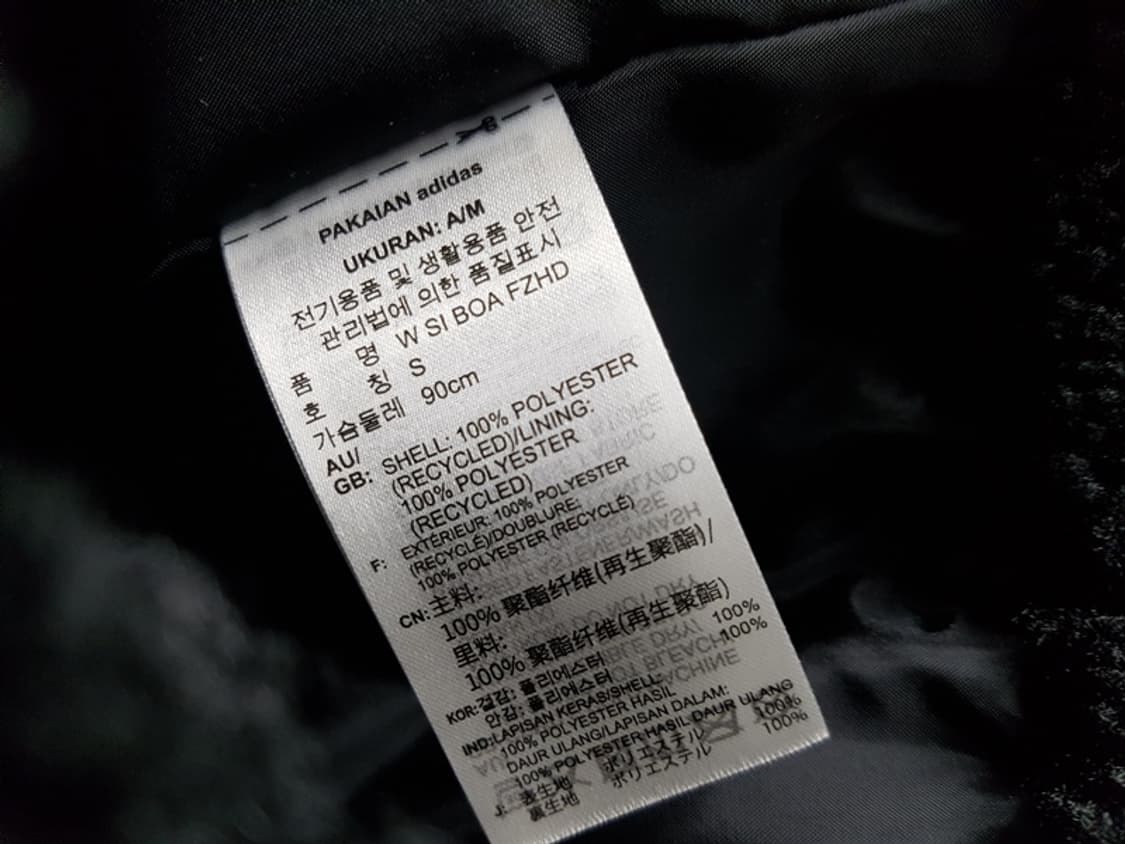 PAKAIAN adidas
UKURAN: A/M
전기용품 및 생활용품 안전
관리법에 의한 품질표시
품 명 W SI BOA FZHD
호 칭 S
가슴둘레 90cm
AU/
GB: SHELL: 100% POLYESTER
(RECYCLED)/LINING:
100% POLYESTER
(RECYCLED)
F: EXTÉRIEUR: 100% POLYESTER
(RECYCLÉ)/DOUBLURE:
100% POLYESTER (RECYCLÉ)
CN: 主料:
100% 聚酯纤维(再生聚酯)/
里料:
100% 聚酯纤维(再生聚酯)
KOR: 겉감: 폴리에스터 100%
안감: 폴리에스터 100%
IND: LAPISAN KERAS/SHELL:
100% POLYESTER HASIL
DAUR ULANG/LAPISAN DALAM:
100% POLYESTER HASIL DAUR ULANG
J: 表生地 ポリエステル 100%
裏生地 ポリエステル 100%